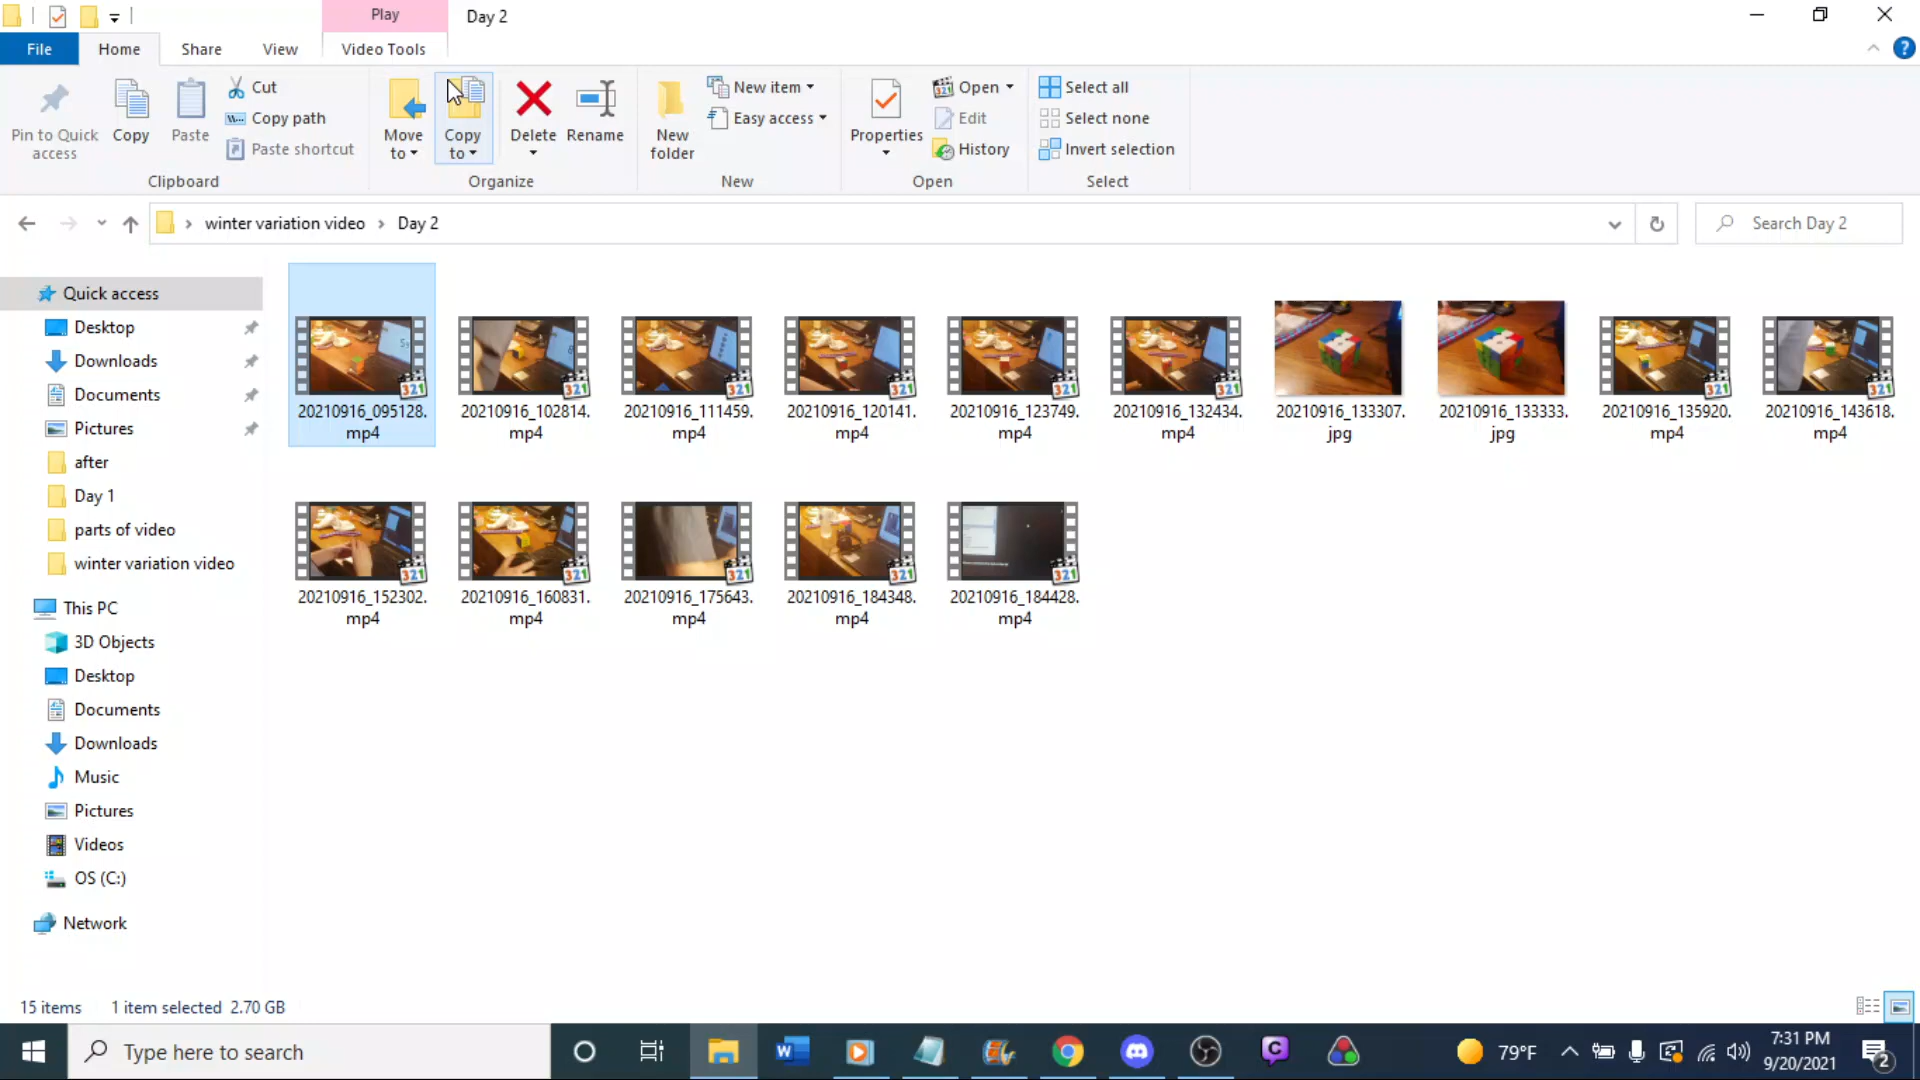 Play
Day 2
File
Home
Share
View
Video Tools
Pin to Quick access
Copy
Paste
Cut
Copy path
Paste shortcut
Move to
Copy to
Delete
Rename
New folder
New item
Easy access
Properties
Open
Edit
History
Select all
Select none
Invert selection
Clipboard
Organize
New
Open
Select
winter variation video
Day 2
Search Day 2
Quick access
Desktop
Downloads
Documents
Pictures
after
Day 1
parts of video
winter variation video
This PC
3D Objects
Desktop
Documents
Downloads
Music
Pictures
Videos
OS (C:)
Network
20210916_095128.
mp4
20210916_102814.
mp4
20210916_111459.
mp4
20210916_120141.
mp4
20210916_123749.
mp4
20210916_132434.
mp4
20210916_133307.
jpg
20210916_133333.
jpg
20210916_135920.
mp4
20210916_143618.
mp4
20210916_152302.
mp4
20210916_160831.
mp4
20210916_175643.
mp4
20210916_184348.
mp4
20210916_184428.
mp4
15 items
1 item selected 2.70 GB
Type here to search
79°F
7:31 PM
9/20/2021
2